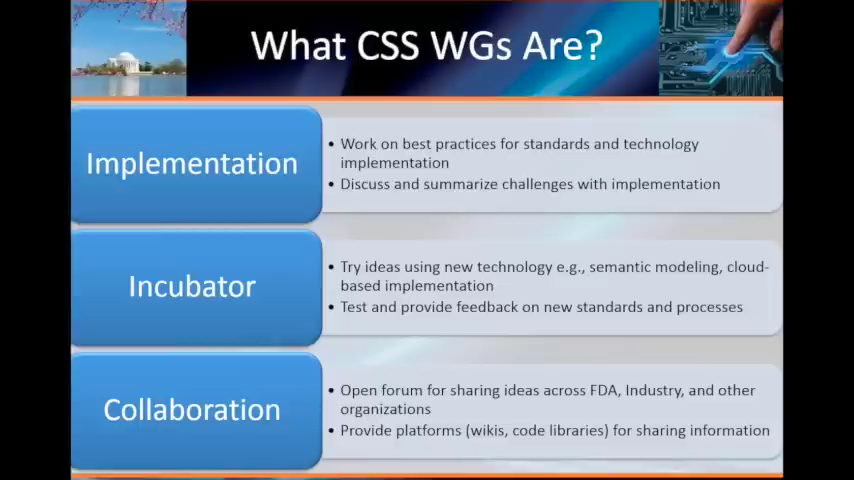 What CSS WGs Are?
Implementation
• Work on best practices for standards and technology
implementation
• Discuss and summarize challenges with implementation
Incubator
• Try ideas using new technology e.g., semantic modeling, cloud-
based implementation
• Test and provide feedback on new standards and processes
Collaboration
• Open forum for sharing ideas across FDA, Industry, and other
organizations
• Provide platforms (wikis, code libraries) for sharing information